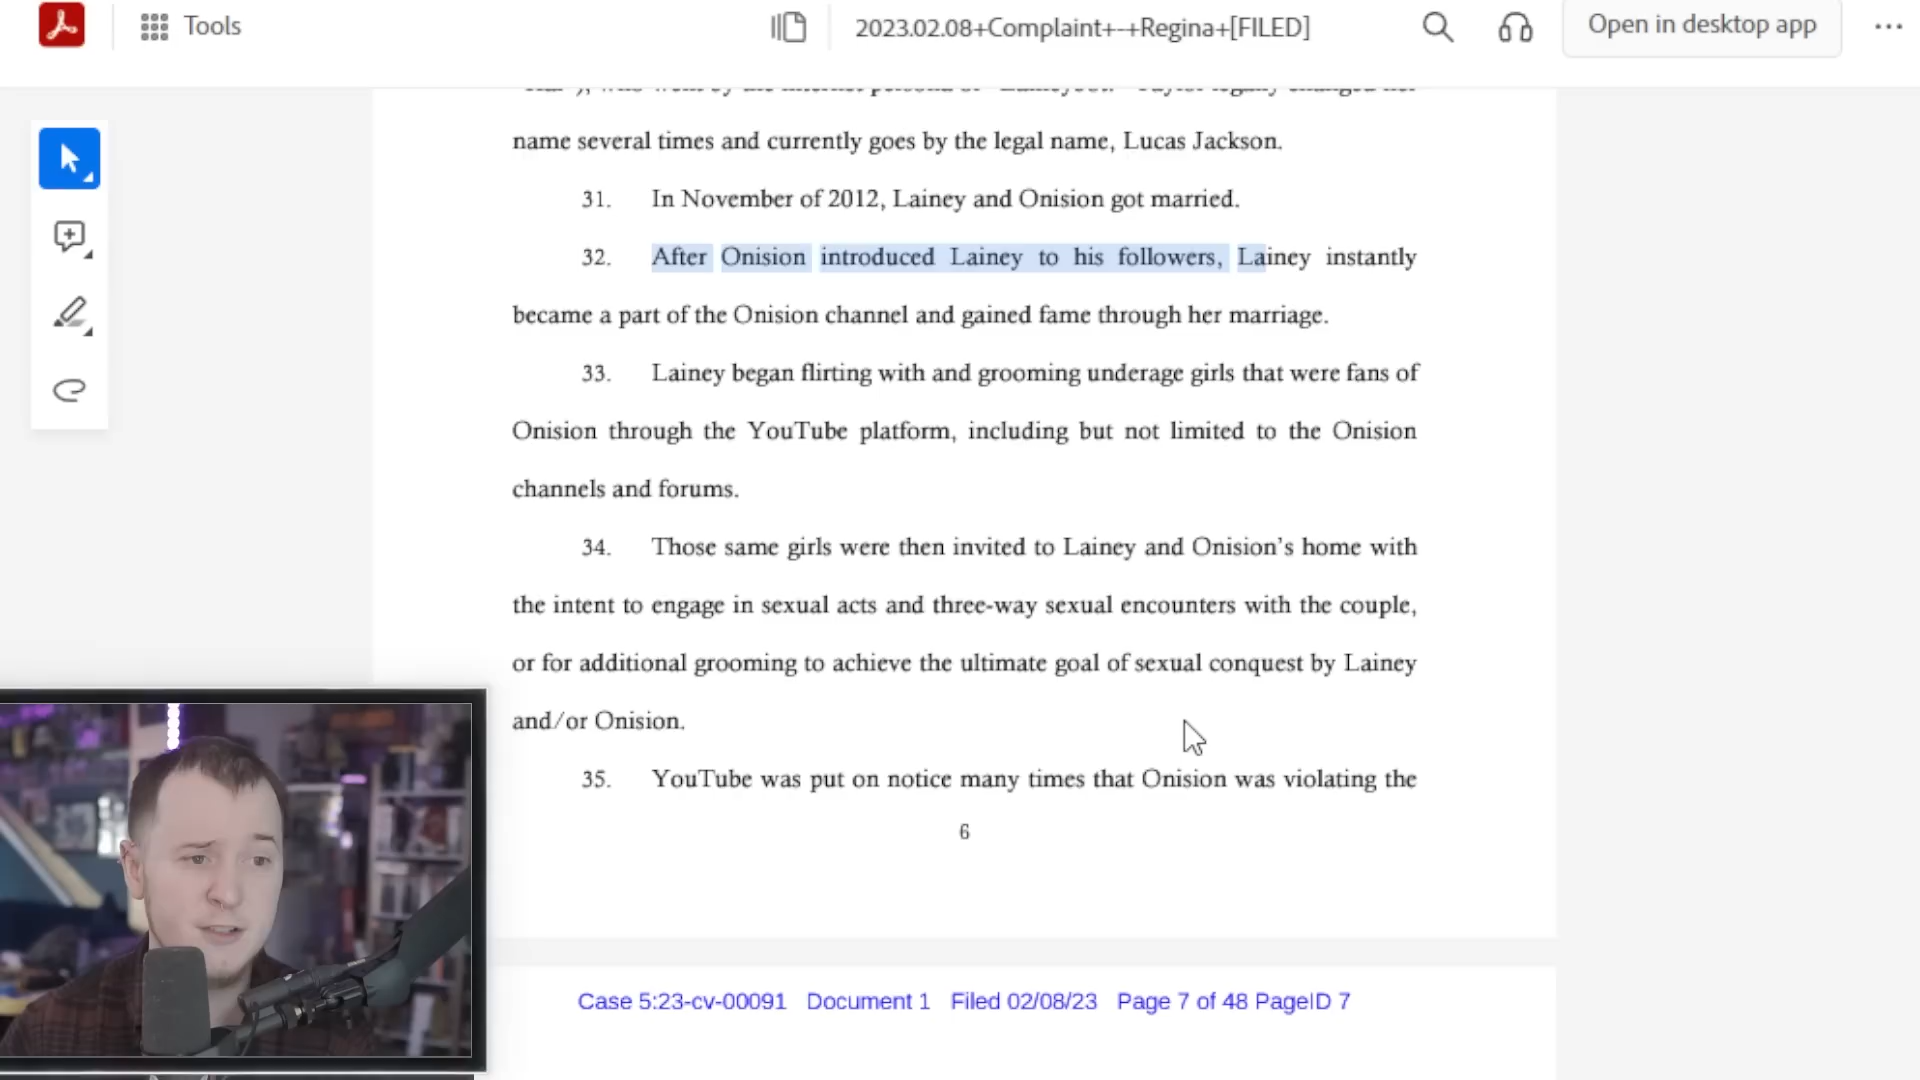 Tools
2023.02.08+Complaint+-+Regina+[FILED]
Open in desktop app
name several times and currently goes by the legal name, Lucas Jackson.
31. In November of 2012, Lainey and Onision got married.
32. After Onision introduced Lainey to his followers, Lainey instantly
became a part of the Onision channel and gained fame through her marriage.
33. Lainey began flirting with and grooming underage girls that were fans of
Onision through the YouTube platform, including but not limited to the Onision
channels and forums.
34. Those same girls were then invited to Lainey and Onision’s home with
the intent to engage in sexual acts and three-way sexual encounters with the couple,
or for additional grooming to achieve the ultimate goal of sexual conquest by Lainey
and/or Onision.
35. YouTube was put on notice many times that Onision was violating the
6
Case 5:23-cv-00091 Document 1 Filed 02/08/23 Page 7 of 48 PageID 7